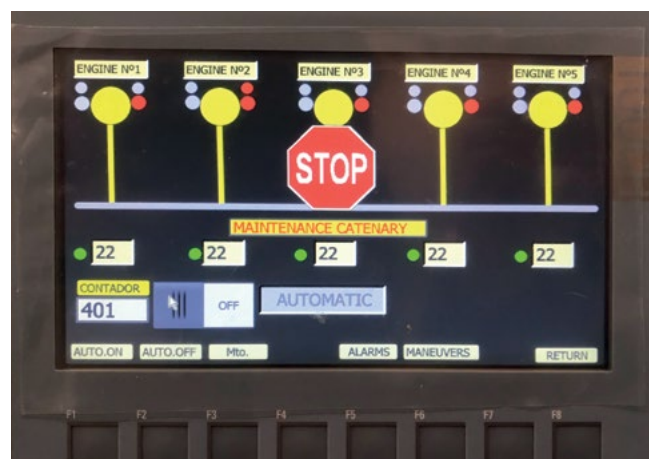 ENGINE Nº1 ENGINE Nº2 ENGINE Nº3 ENGINE Nº4 ENGINE Nº5
STOP
MAINTENANCE CATENARY
22 22 22 22 22
CONTADOR
401 OFF AUTOMATIC
AUTO.ON AUTO.OFF Mto. ALARMS MANEUVERS RETURN
F1 F2 F3 F4 F5 F6 F7 F8